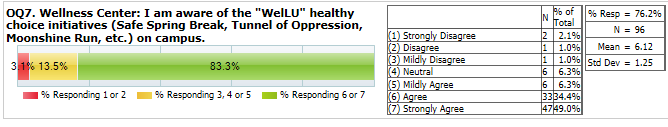 OQ7. Wellness Center: I am aware of the "WelLU" healthy
choice initiatives (Safe Spring Break, Tunnel of Oppression,
Moonshine Run, etc.) on campus.
3.1% 13.5% 83.3%
% Responding 1 or 2 % Responding 3, 4 or 5 % Responding 6 or 7
N % of Total
(1) Strongly Disagree 2 2.1%
(2) Disagree 1 1.0%
(3) Mildly Disagree 1 1.0%
(4) Neutral 6 6.3%
(5) Mildly Agree 6 6.3%
(6) Agree 33 34.4%
(7) Strongly Agree 47 49.0%
% Resp = 76.2%
N = 96
Mean = 6.12
Std Dev = 1.25